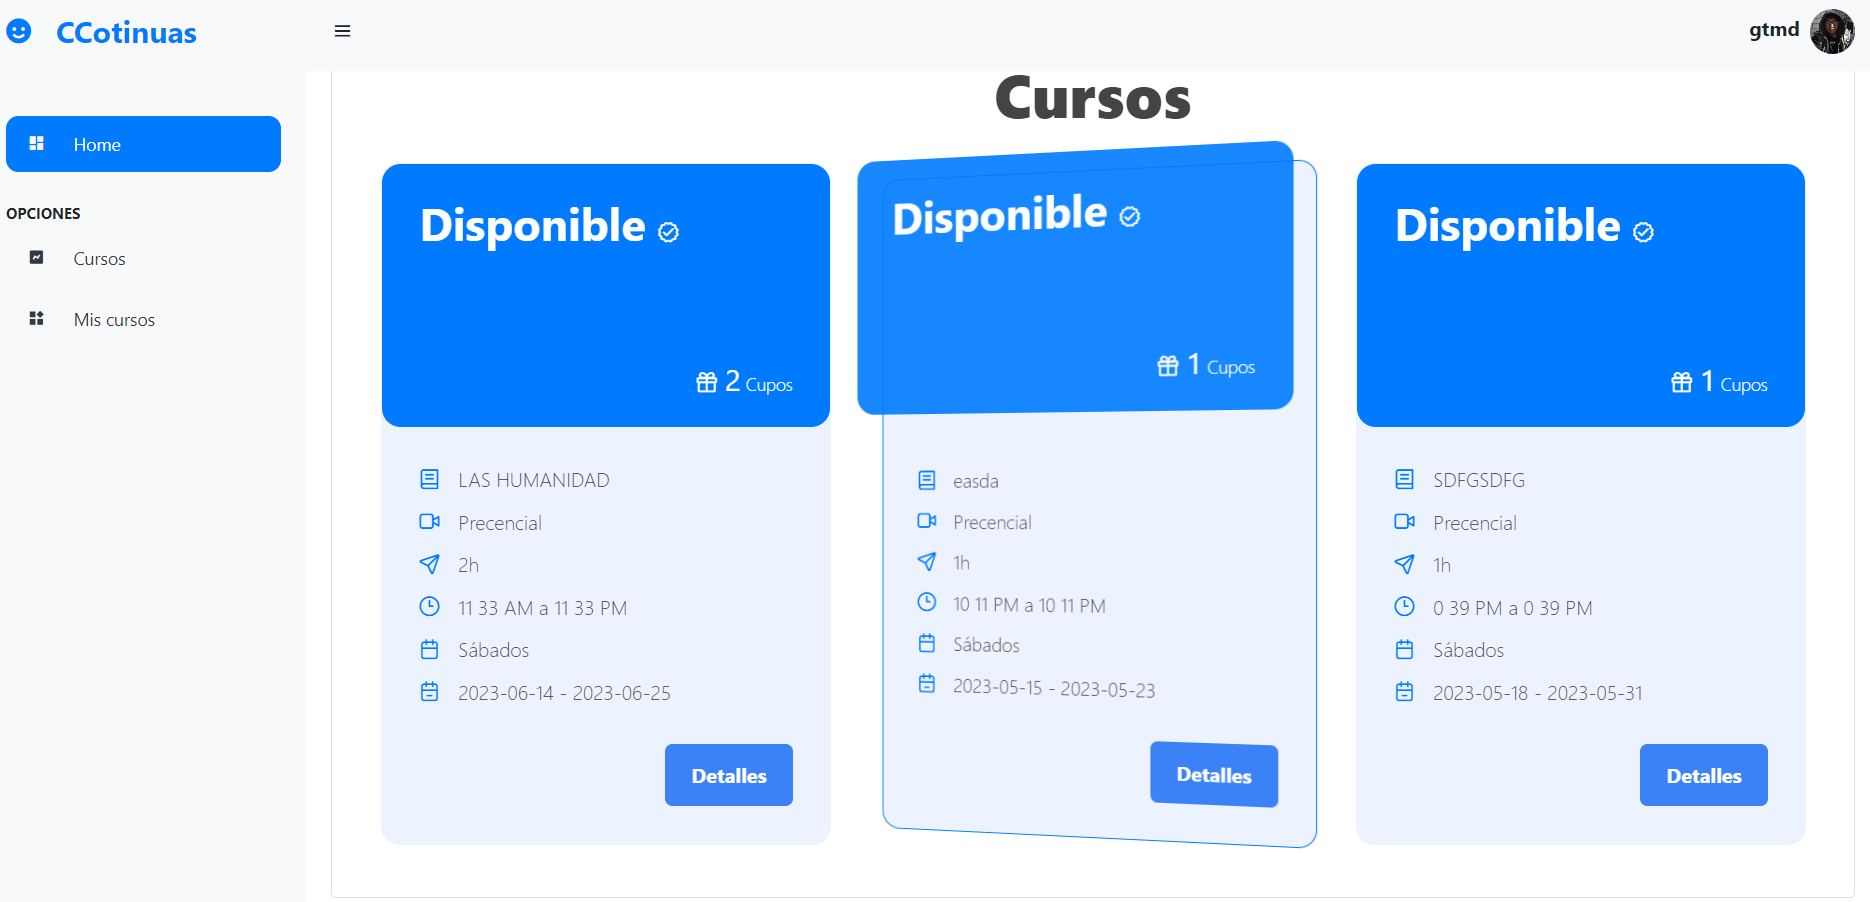 CCotinuas
gtmd
Home
OPCIONES
Cursos
Mis cursos
Cursos
Disponible
2 Cupos
LAS HUMANIDAD
Precencial
2h
11 33 AM a 11 33 PM
Sábados
2023-06-14 - 2023-06-25
Detalles
Disponible
1 Cupos
easda
Precencial
1h
10 11 PM a 10 11 PM
Sábados
2023-05-15 - 2023-05-23
Detalles
Disponible
1 Cupos
SDFGSDFG
Precencial
1h
0 39 PM a 0 39 PM
Sábados
2023-05-18 - 2023-05-31
Detalles